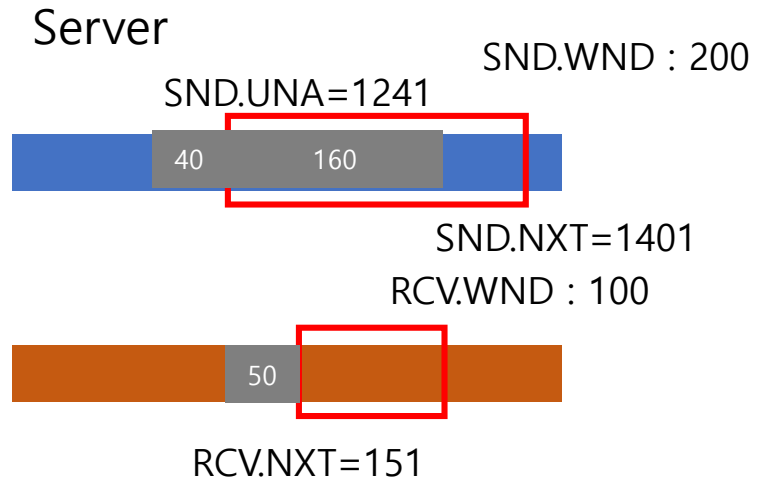 Server
SND.WND : 200
SND.UNA=1241
40 160
SND.NXT=1401
RCV.WND : 100
50
RCV.NXT=151